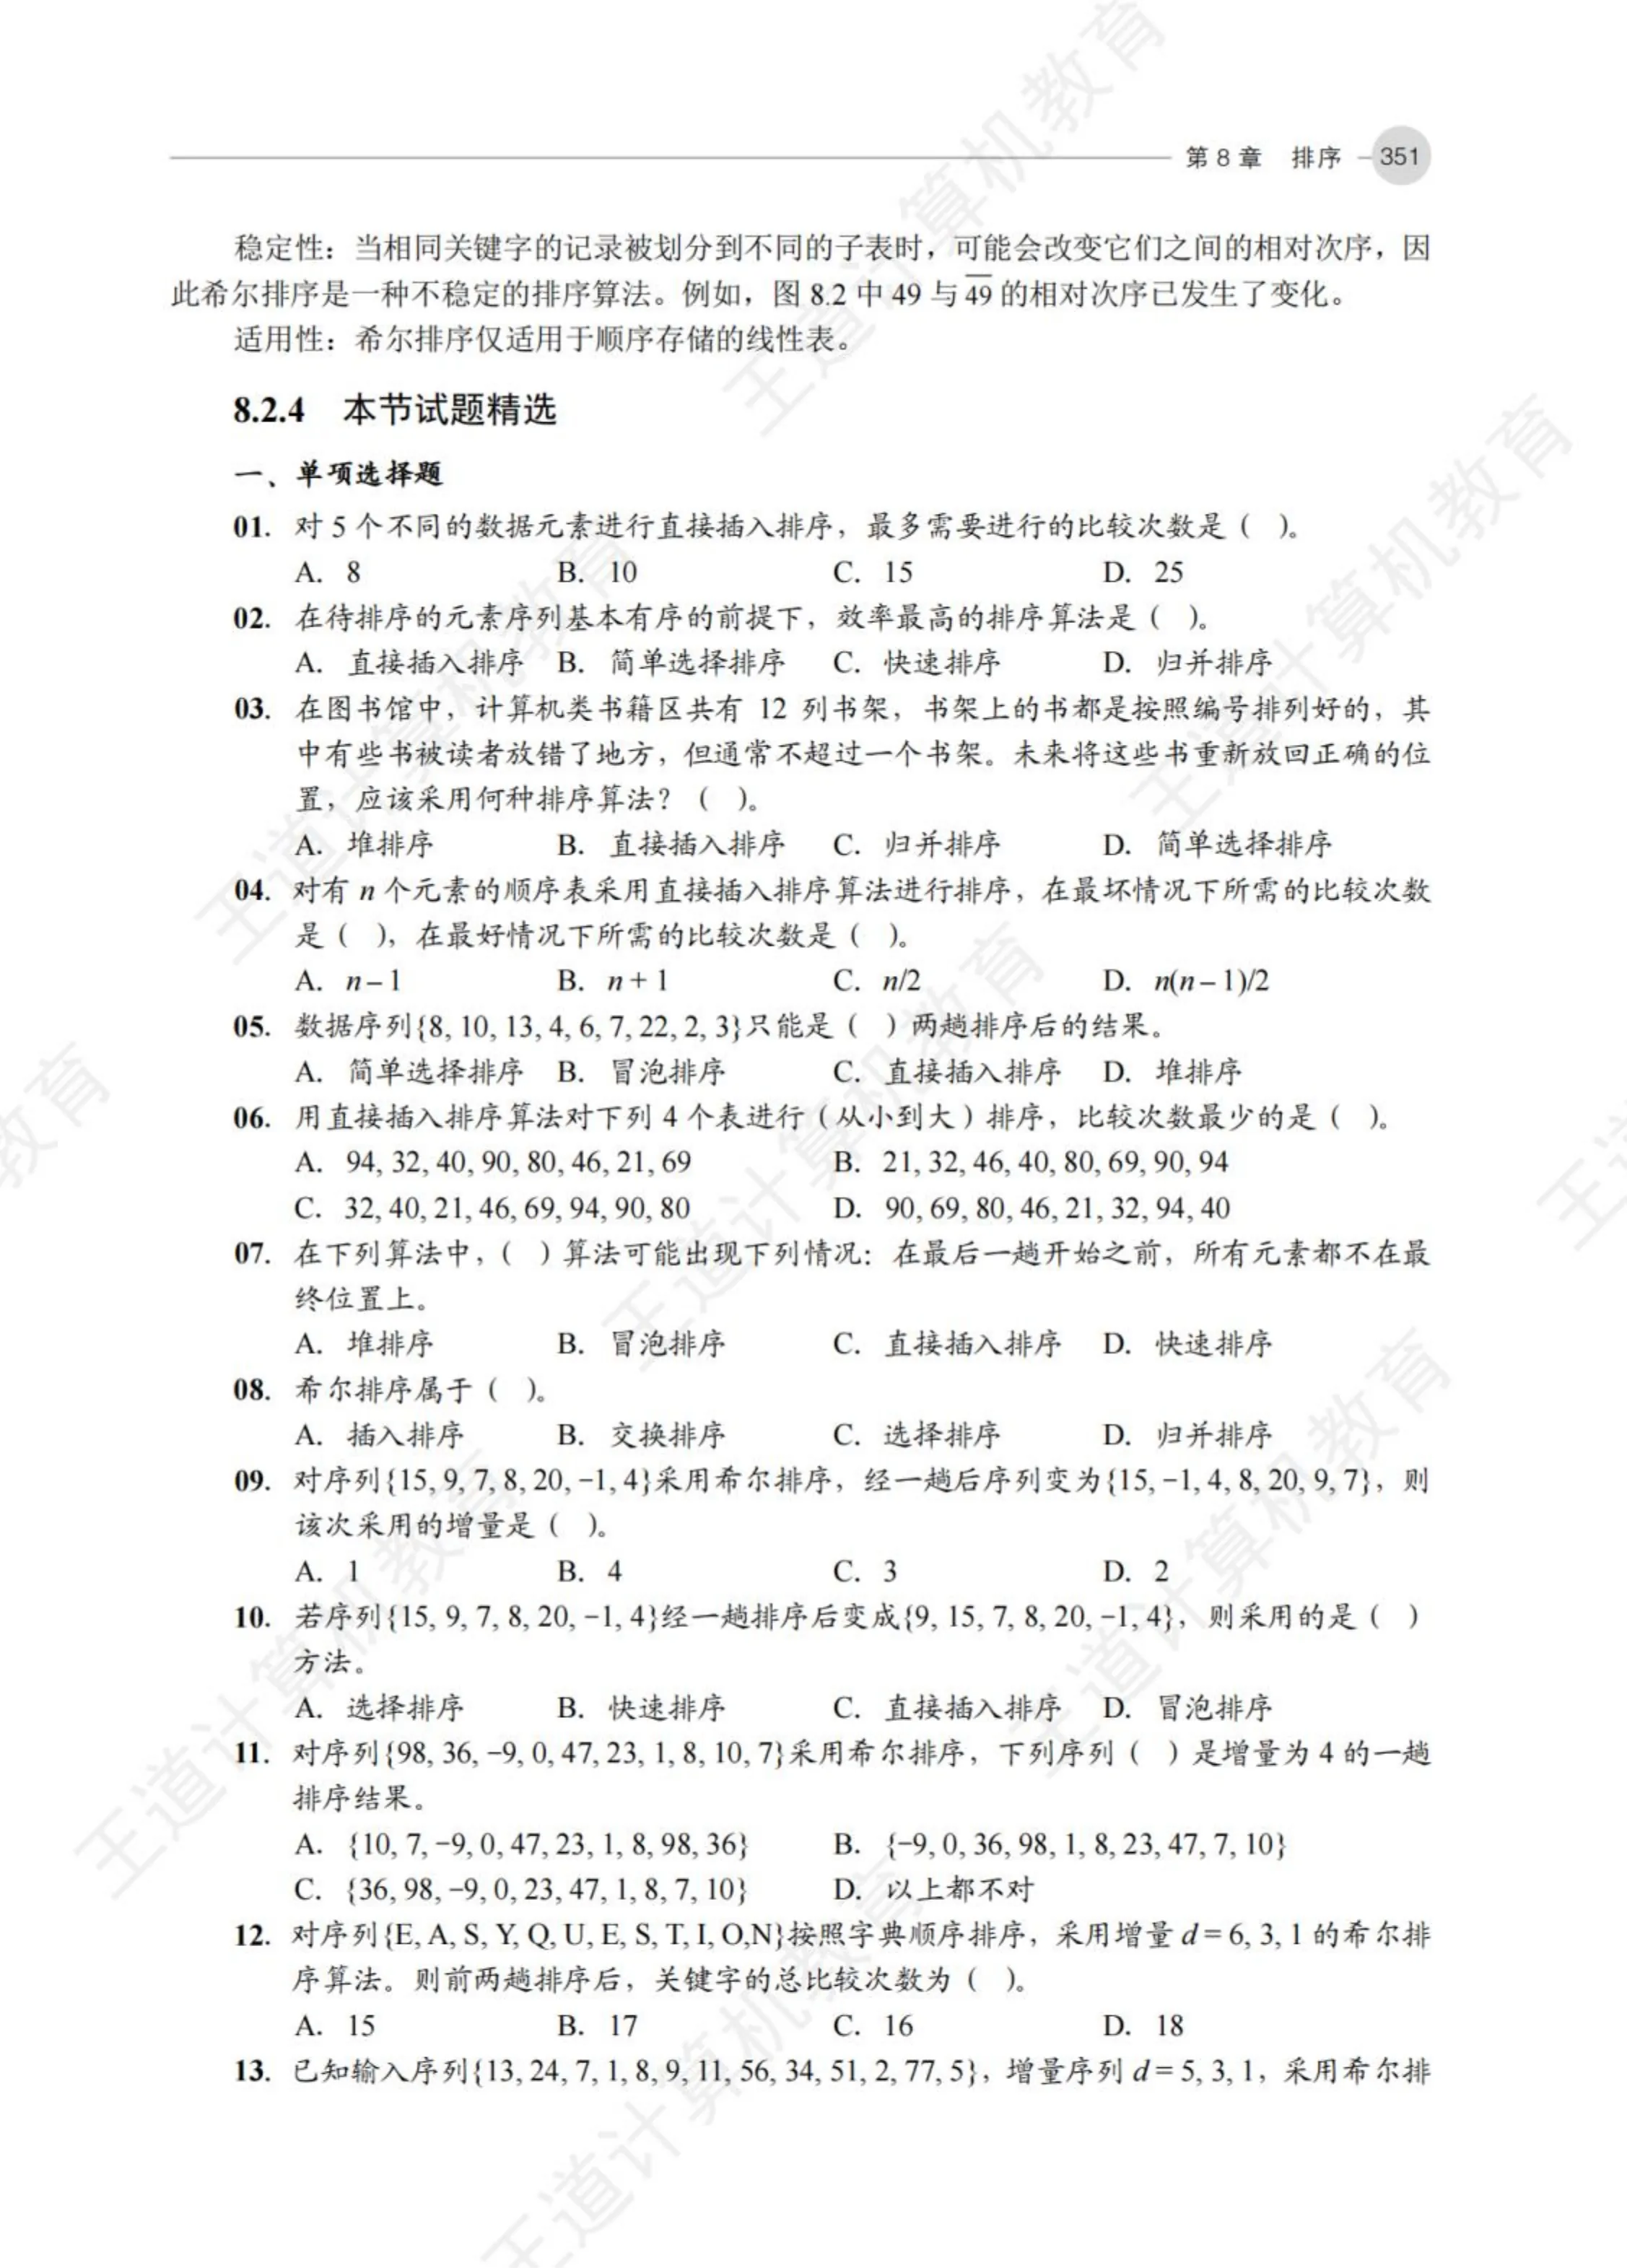 第 8 章 排序 351
稳定性：当相同关键字的记录被划分到不同的子表时，可能会改变它们之间的相对次序，因
此希尔排序是一种不稳定的排序算法。例如，图 8.2 中 49 与 4̅9̅ 的相对次序已发生了变化。
适用性：希尔排序仅适用于顺序存储的线性表。
8.2.4 本节试题精选
一、单项选择题
01. 对 5 个不同的数据元素进行直接插入排序，最多需要进行的比较次数是（ ）。
A. 8 B. 10 C. 15 D. 25
02. 在待排序的元素序列基本有序的前提下，效率最高的排序算法是（ ）。
A. 直接插入排序 B. 简单选择排序 C. 快速排序 D. 归并排序
03. 在图书馆中，计算机类书籍区共有 12 列书架，书架上的书都是按照编号排列好的，其
中有些书被读者放错了地方，但通常不超过一个书架。未来将这些书重新放回正确的位
置，应该采用何种排序算法？（ ）。
A. 堆排序 B. 直接插入排序 C. 归并排序 D. 简单选择排序
04. 对有 n 个元素的顺序表采用直接插入排序算法进行排序，在最坏情况下所需的比较次数
是（ ），在最好情况下所需的比较次数是（ ）。
A. n – 1 B. n + 1 C. n/2 D. n(n – 1)/2
05. 数据序列{8, 10, 13, 4, 6, 7, 22, 2, 3}只能是（ ）两趟排序后的结果。
A. 简单选择排序 B. 冒泡排序 C. 直接插入排序 D. 堆排序
06. 用直接插入排序算法对下列 4 个表进行（从小到大）排序，比较次数最少的是（ ）。
A. 94, 32, 40, 90, 80, 46, 21, 69 B. 21, 32, 46, 40, 80, 69, 90, 94
C. 32, 40, 21, 46, 69, 94, 90, 80 D. 90, 69, 80, 46, 21, 32, 94, 40
07. 在下列算法中，（ ）算法可能出现下列情况：在最后一趟开始之前，所有元素都不在最
终位置上。
A. 堆排序 B. 冒泡排序 C. 直接插入排序 D. 快速排序
08. 希尔排序属于（ ）。
A. 插入排序 B. 交换排序 C. 选择排序 D. 归并排序
09. 对序列{15, 9, 7, 8, 20, –1, 4}采用希尔排序，经一趟后序列变为{15, –1, 4, 8, 20, 9, 7}，则
该次采用的增量是（ ）。
A. 1 B. 4 C. 3 D. 2
10. 若序列{15, 9, 7, 8, 20, –1, 4}经一趟排序后变成{9, 15, 7, 8, 20, –1, 4}，则采用的是（ ）
方法。
A. 选择排序 B. 快速排序 C. 直接插入排序 D. 冒泡排序
11. 对序列{98, 36, –9, 0, 47, 23, 1, 8, 10, 7}采用希尔排序，下列序列（ ）是增量为 4 的一趟
排序结果。
A. {10, 7, –9, 0, 47, 23, 1, 8, 98, 36} B. {–9, 0, 36, 98, 1, 8, 23, 47, 7, 10}
C. {36, 98, –9, 0, 23, 47, 1, 8, 7, 10} D. 以上都不对
12. 对序列{E, A, S, Y, Q, U, E, S, T, I, O,N}按照字典顺序排序，采用增量 d = 6, 3, 1 的希尔排
序算法。则前两趟排序后，关键字的总比较次数为（ ）。
A. 15 B. 17 C. 16 D. 18
13. 已知输入序列{13, 24, 7, 1, 8, 9, 11, 56, 34, 51, 2, 77, 5}，增量序列 d = 5, 3, 1，采用希尔排
王道计算机教育